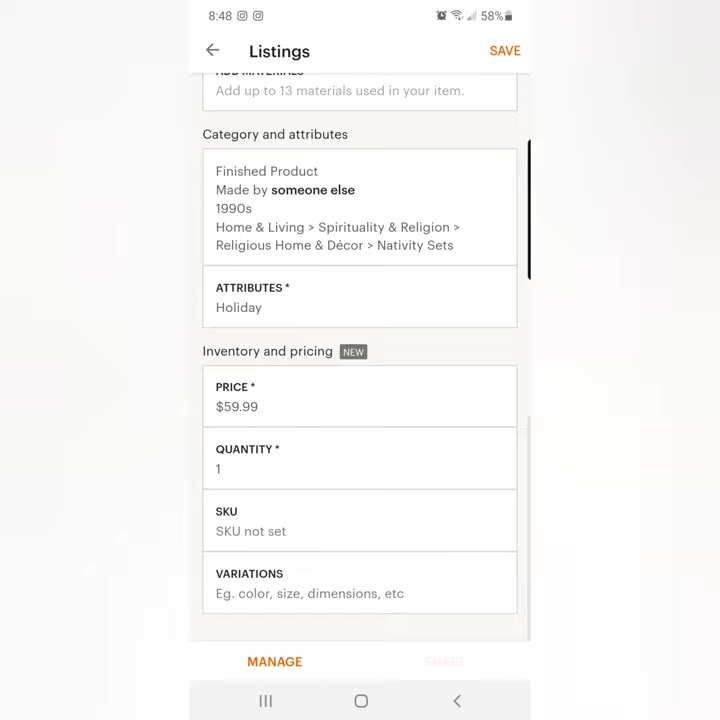 8:48
58%
Listings
SAVE
ADD MATERIALS
Add up to 13 materials used in your item.
Category and attributes
Finished Product
Made by someone else
1990s
Home & Living > Spirituality & Religion >
Religious Home & Décor > Nativity Sets
ATTRIBUTES *
Holiday
Inventory and pricing NEW
PRICE *
$59.99
QUANTITY *
1
SKU
SKU not set
VARIATIONS
Eg. color, size, dimensions, etc
MANAGE
SHARE